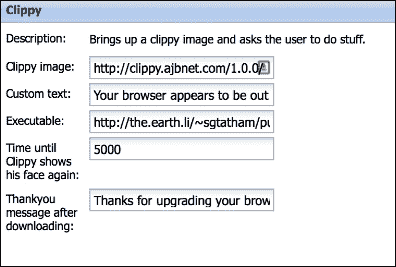 Clippy
Description: Brings up a clippy image and asks the user to do stuff.
Clippy image: http://clippy.ajbnet.com/1.0.0/
Custom text: Your browser appears to be out
Executable: http://the.earth.li/~sgtatham/pu
Time until
Clippy shows
his face again: 5000
Thankyou
message after
downloading: Thanks for upgrading your brow